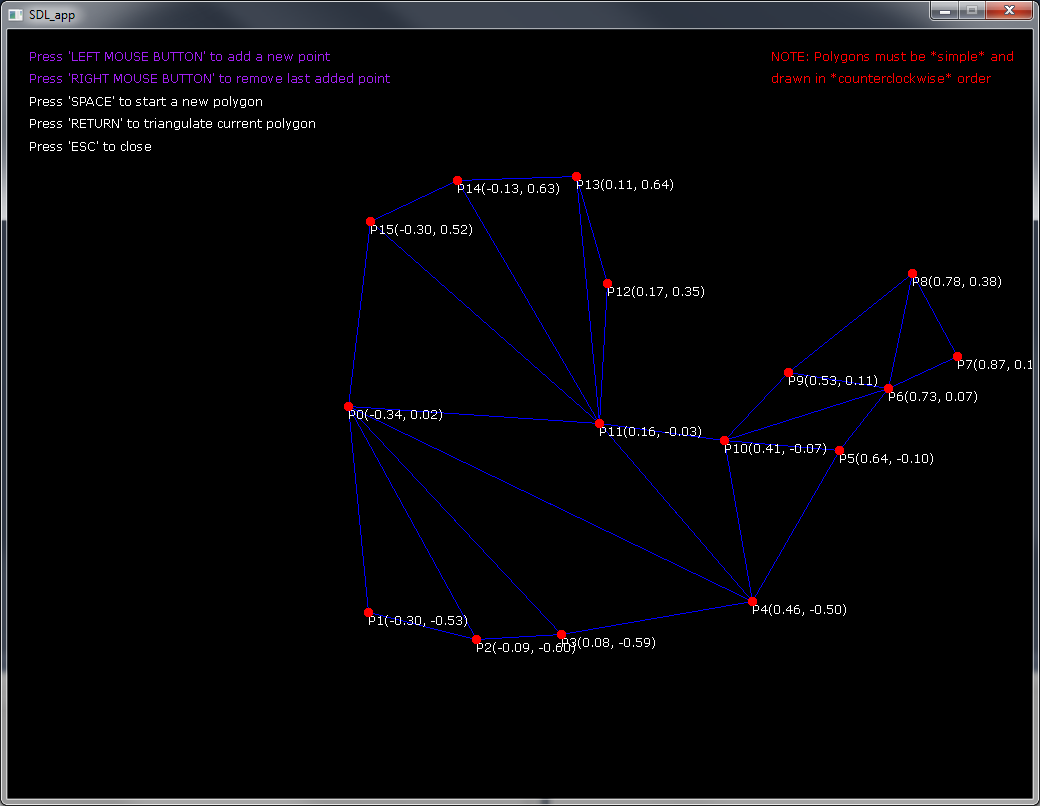 SDL_app
Press 'LEFT MOUSE BUTTON' to add a new point
NOTE: Polygons must be *simple* and
Press 'RIGHT MOUSE BUTTON' to remove last added point
drawn in *counterclockwise* order
Press 'SPACE' to start a new polygon
Press 'RETURN' to triangulate current polygon
Press 'ESC' to close
P13(0.11, 0.64)
P14(-0.13, 0.63)
P15(-0.30, 0.52)
P8(0.78, 0.38)
P12(0.17, 0.35)
P7(0.87, 0.1
P9(0.53, 0.11)
P6(0.73, 0.07)
P0(-0.34, 0.02)
P11(0.16, -0.03)
P10(0.41, -0.07)
P5(0.64, -0.10)
P4(0.46, -0.50)
P1(-0.30, -0.53)
P3(0.08, -0.59)
P2(-0.09, -0.60)